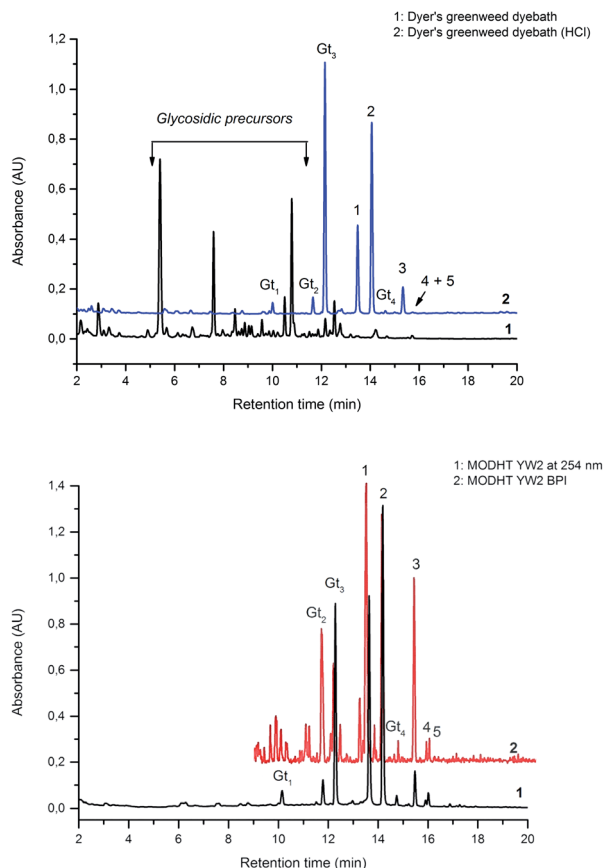 1: Dyer's greenweed dyebath
2: Dyer's greenweed dyebath (HCl)
1,2
1,0
0,8
0,6
0,4
0,2
0,0
Absorbance (AU)
Glycosidic precursors
Gt3
2
1
Gt1
Gt2
Gt4
3
4 + 5
2
1
2 4 6 8 10 12 14 16 18 20
Retention time (min)
1: MODHT YW2 at 254 nm
2: MODHT YW2 BPI
1,4
1,2
1,0
0,8
0,6
0,4
0,2
0,0
Absorbance (AU)
1
2
3
Gt3
Gt2
Gt4
4 5
2
Gt1
1
2 4 6 8 10 12 14 16 18 20
Retention time (min)